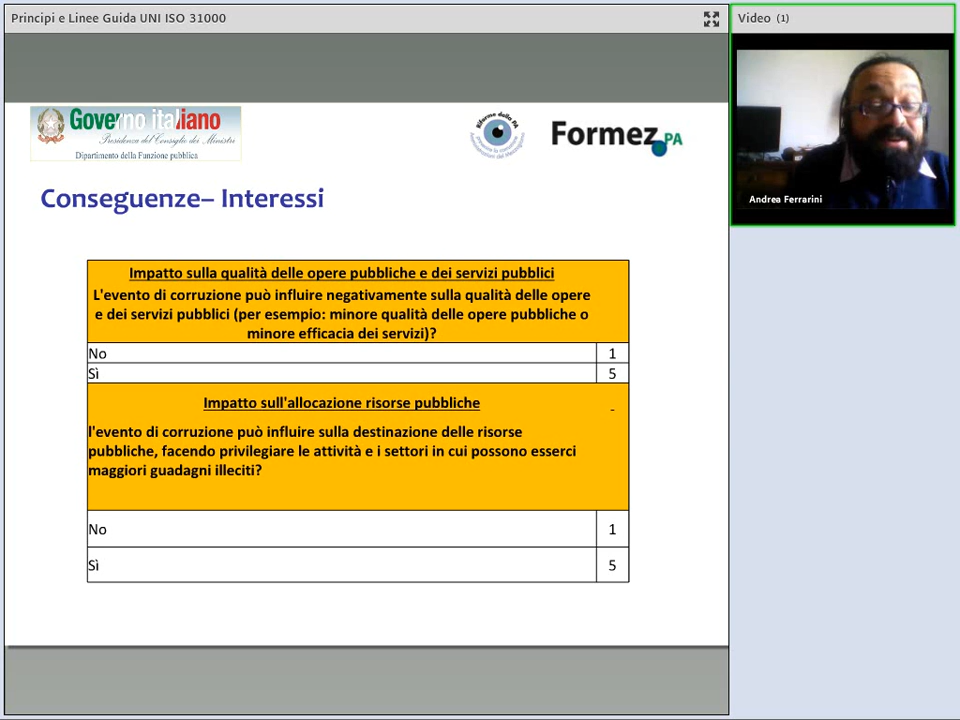 Principi e Linee Guida UNI ISO 31000
Video (1)
Governo italiano
Presidenza del Consiglio dei Ministri
Dipartimento della Funzione pubblica
Riforme della PA
Formez PA
Andrea Ferrarini
Conseguenze– Interessi
Impatto sulla qualità delle opere pubbliche e dei servizi pubblici
L'evento di corruzione può influire negativamente sulla qualità delle opere
e dei servizi pubblici (per esempio: minore qualità delle opere pubbliche o
minore efficacia dei servizi)?
No 1
Sì 5
Impatto sull'allocazione risorse pubbliche -
l'evento di corruzione può influire sulla destinazione delle risorse
pubbliche, facendo privilegiare le attività e i settori in cui possono esserci
maggiori guadagni illeciti?
No 1
Sì 5